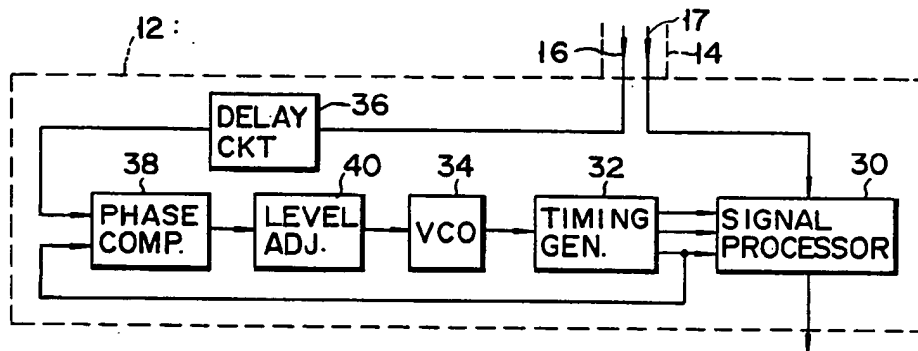 12:
16
17
14
DELAY
CKT
36
38
PHASE
COMP.
40
LEVEL
ADJ.
34
VCO
32
TIMING
GEN.
30
SIGNAL
PROCESSOR